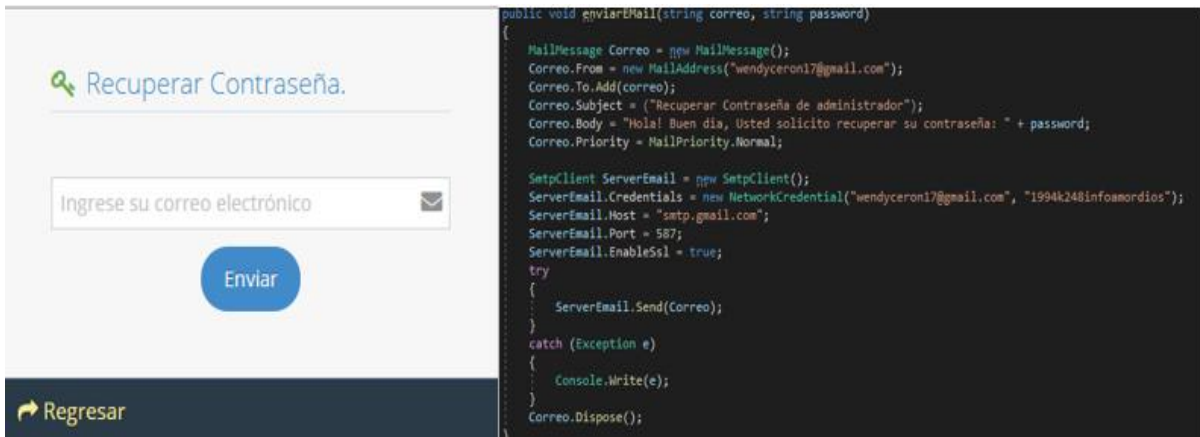 Recuperar Contraseña.
Ingrese su correo electrónico
Enviar
Regresar
public void enviarEMail(string correo, string password)
{
MailMessage Correo = new MailMessage();
Correo.From = new MailAddress("wendyceron17@gmail.com");
Correo.To.Add(correo);
Correo.Subject = ("Recuperar Contraseña de administrador");
Correo.Body = "Hola! Buen dia, Usted solicito recuperar su contraseña: " + password;
Correo.Priority = MailPriority.Normal;
SmtpClient ServerEmail = new SmtpClient();
ServerEmail.Credentials = new NetworkCredential("wendyceron17@gmail.com", "1994k248infoamordios");
ServerEmail.Host = "smtp.gmail.com";
ServerEmail.Port = 587;
ServerEmail.EnableSsl = true;
try
{
ServerEmail.Send(Correo);
}
catch (Exception e)
{
Console.Write(e);
}
Correo.Dispose();
}